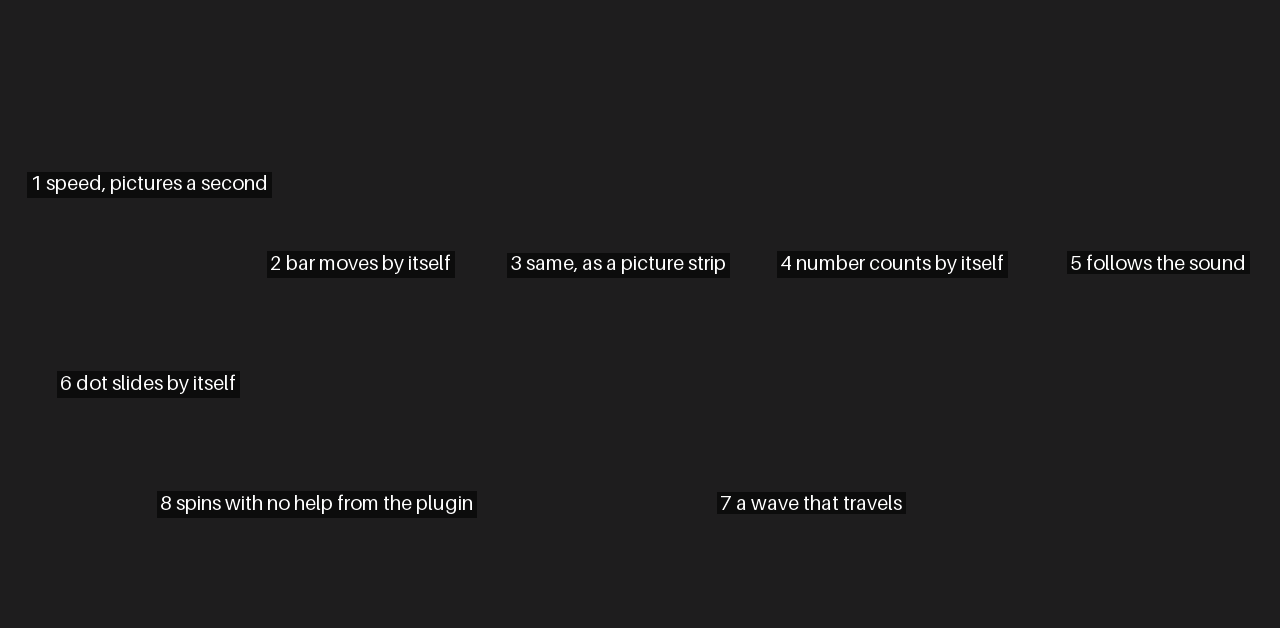 1 speed, pictures a second
2 bar moves by itself
3 same, as a picture strip
4 number counts by itself
5 follows the sound
6 dot slides by itself
8 spins with no help from the plugin
7 a wave that travels